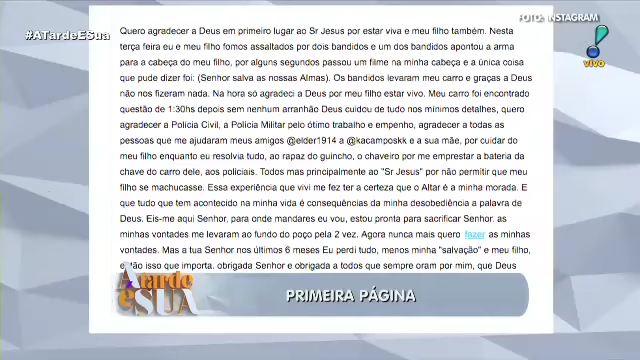 FOTO: INSTAGRAM
#ATardeESua
Quero agradecer a Deus em primeiro lugar ao Sr Jesus por estar viva e meu filho também. Nesta
terça feira eu e meu filho fomos assaltados por dois bandidos e um dos bandidos apontou a arma
para a cabeça do meu filho, por alguns segundos passou um filme na minha cabeça e a única coisa
que pude dizer foi: (Senhor salva as nossas Almas). Os bandidos levaram meu carro e graças a Deus
não nos fizeram nada. Na hora só agradeci a Deus por meu filho estar vivo. Meu carro foi encontrado
questão de 1:30hs depois sem nenhum arranhão Deus cuidou de tudo nos mínimos detalhes, quero
agradecer a Policia Civil, a Policia Militar pelo ótimo trabalho e empenho, agradecer a todas as
pessoas que me ajudaram meus amigos @elder1914 a @kacamposkk e a sua mãe, por cuidar do
meu filho enquanto eu resolvia tudo, ao rapaz do guincho, o chaveiro por me emprestar a bateria da
chave do carro dele, aos policiais. Todos mas principalmente ao "Sr Jesus" por não permitir que meu
filho se machucasse. Essa experiência que vivi me fez ter a certeza que o Altar é a minha morada. E
que tudo que tem acontecido na minha vida é consequências da minha desobediência a palavra de
Deus. Eis-me aqui Senhor, para onde mandares eu vou, estou pronta para sacrificar Senhor. as
minhas vontades me levaram ao fundo do poço pela 2 vez. Agora nunca mais quero fazer as minhas
vontades. Mas a tua Senhor nos últimos 6 meses Eu perdi tudo, menos minha "salvação" e meu filho,
então isso que importa. obrigada Senhor e obrigada a todos que sempre oram por mim, que Deus
A tarde
é SUA
PRIMEIRA PÁGINA
vivo